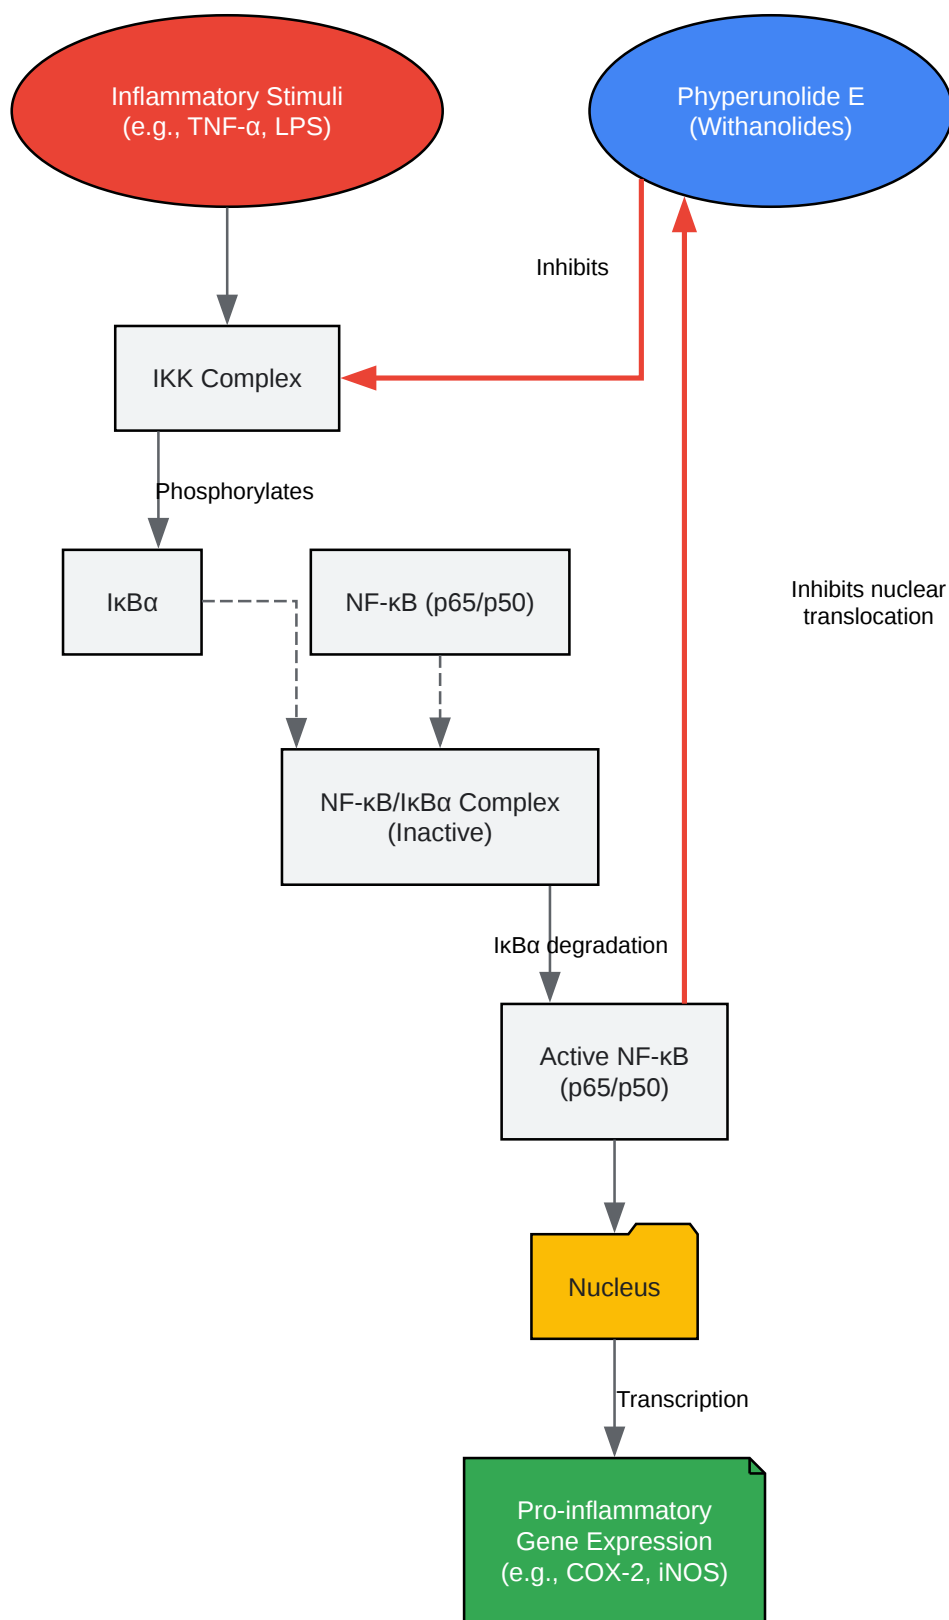 Inflammatory Stimuli
(e.g., TNF-α, LPS)
Phyperunolide E
(Withanolides)
Inhibits
IKK Complex
Phosphorylates
IκBα
NF-κB (p65/p50)
Inhibits nuclear
translocation
NF-κB/IκBα Complex
(Inactive)
IκBα degradation
Active NF-κB
(p65/p50)
Nucleus
Transcription
Pro-inflammatory
Gene Expression
(e.g., COX-2, iNOS)